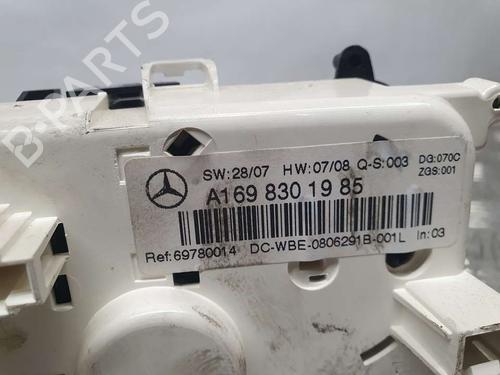 B-PARTS
SW:28/07 HW:07/08 Q-S:003 DG:070C
ZGS:001
A169 830 19 85
Ref:69780014 DC-WBE-0806291B-001L In:03